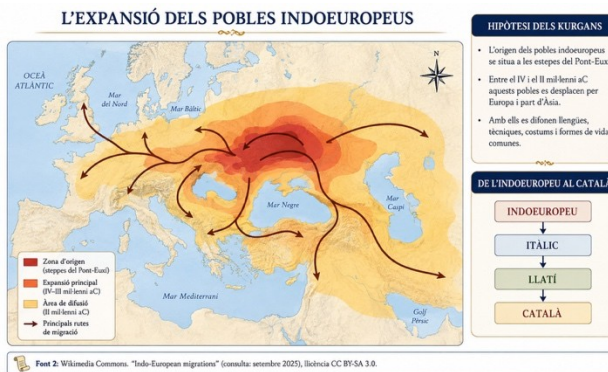 L'EXPANSIÓ DELS POBLES INDOEUROPEUS
OCEÀ
ATLÀNTIC
Mar
del Nord
Mar Bàltic
N
Mar Negre
Mar
Caspi
Mar Mediterrani
Golf
Pèrsic
Zona d'origen
(steppes del Pont-Euxí)
Expansió principal
(IV–III mil·lenni aC)
Àrea de difusió
(II mil·lenni aC)
Principals rutes
de migració
HIPÒTESI DELS KURGANS
• L'origen dels pobles indoeuropeus
se situa a les estepes del Pont-Eux
• Entre el IV i el II mil·lenni aC
aquests pobles es desplacen per
Europa i part d'Àsia.
• Amb ells es difonen llengües,
tècniques, costums i formes de vida
comunes.
DE L'INDOEUROPEU AL CATALÀ
INDOEUROPEU
ITÀLIC
LLATÍ
CATALÀ
Font 2: Wikimedia Commons. "Indo-European migrations" (consulta: setembre 2025), llicència CC BY-SA 3.0.